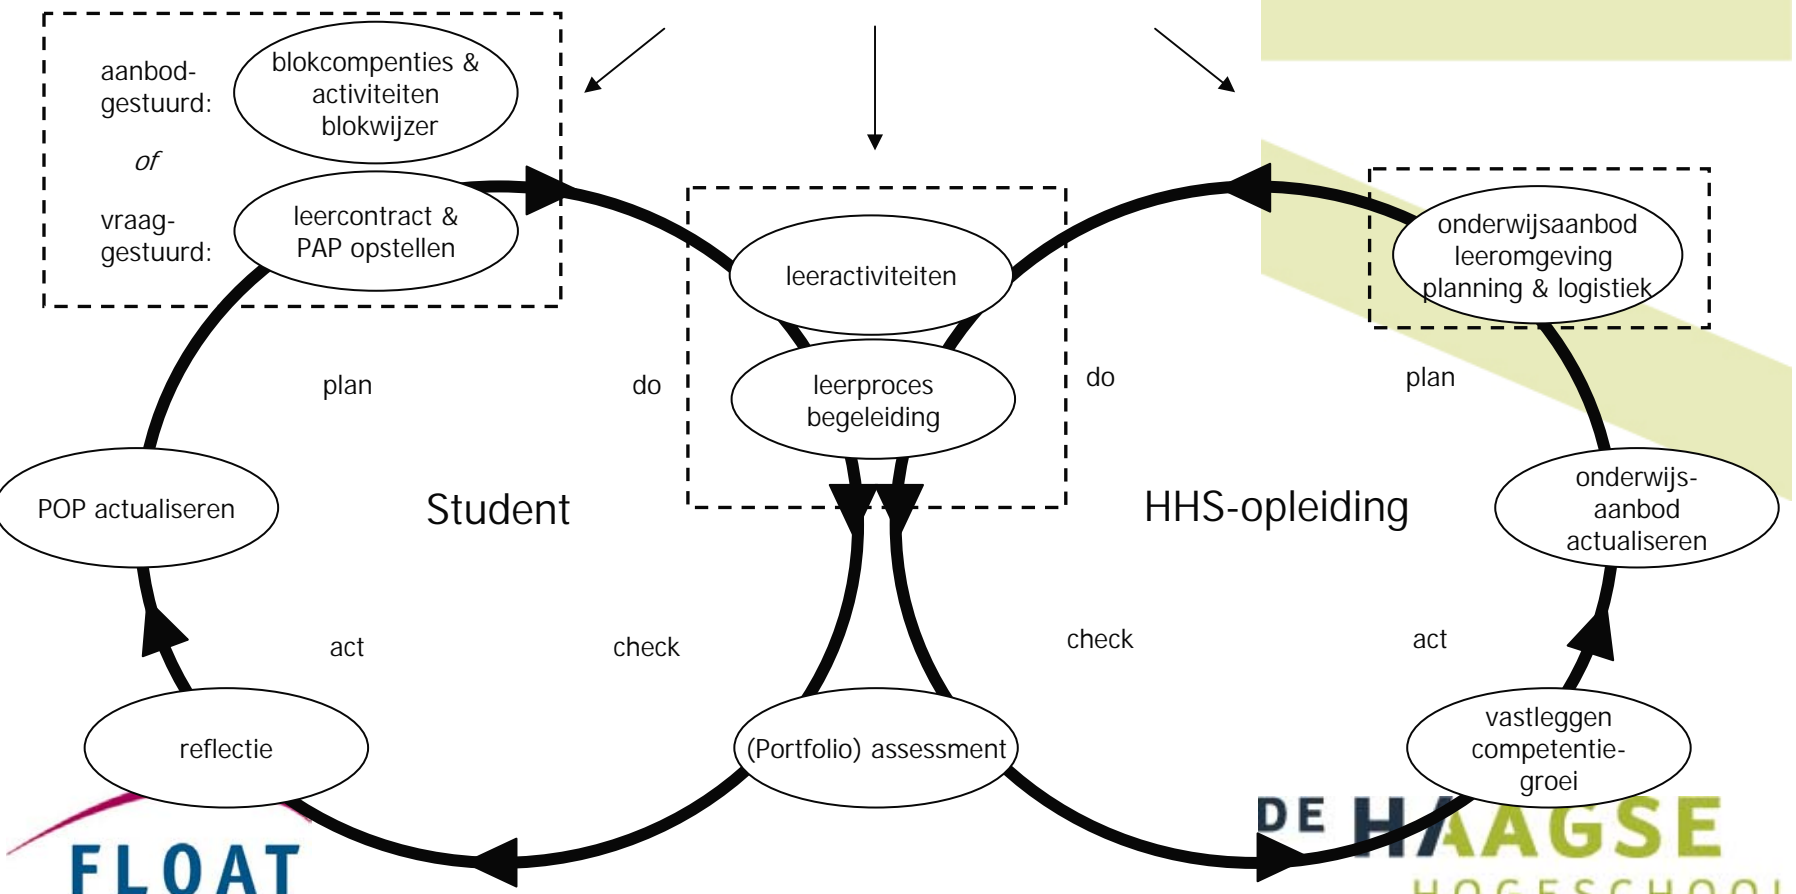 aanbod-
gestuurd:
blokcompenties &
activiteiten
blokwijzer
of
vraag-
gestuurd:
leercontract &
PAP opstellen
leeractiviteiten
leerproces
begeleiding
onderwijsaanbod
leeromgeving
planning & logistiek
plan
do
do
plan
POP actualiseren
Student
HHS-opleiding
onderwijs-
aanbod
actualiseren
act
check
check
act
reflectie
(Portfolio) assessment
vastleggen
competentie-
groei
FLOAT
DE HAAGSE
HOGESCHOOL